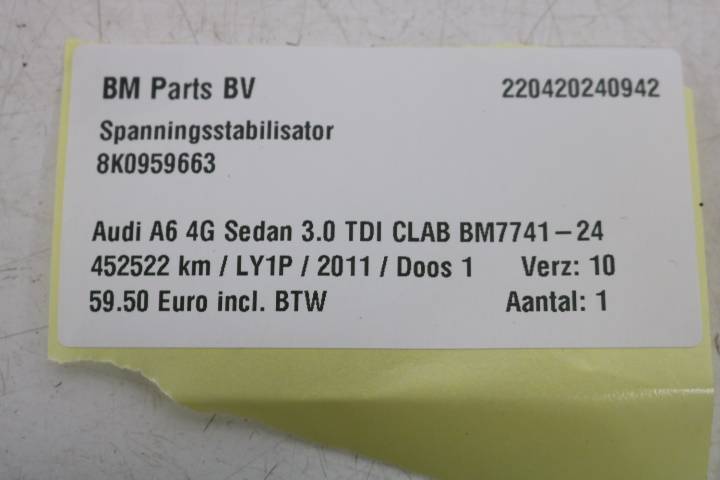 BM Parts BV 220420240942
Spanningsstabilisator
8K0959663
Audi A6 4G Sedan 3.0 TDI CLAB BM7741-24
452522 km / LY1P / 2011 / Doos 1 Verz: 10
59.50 Euro incl. BTW Aantal: 1